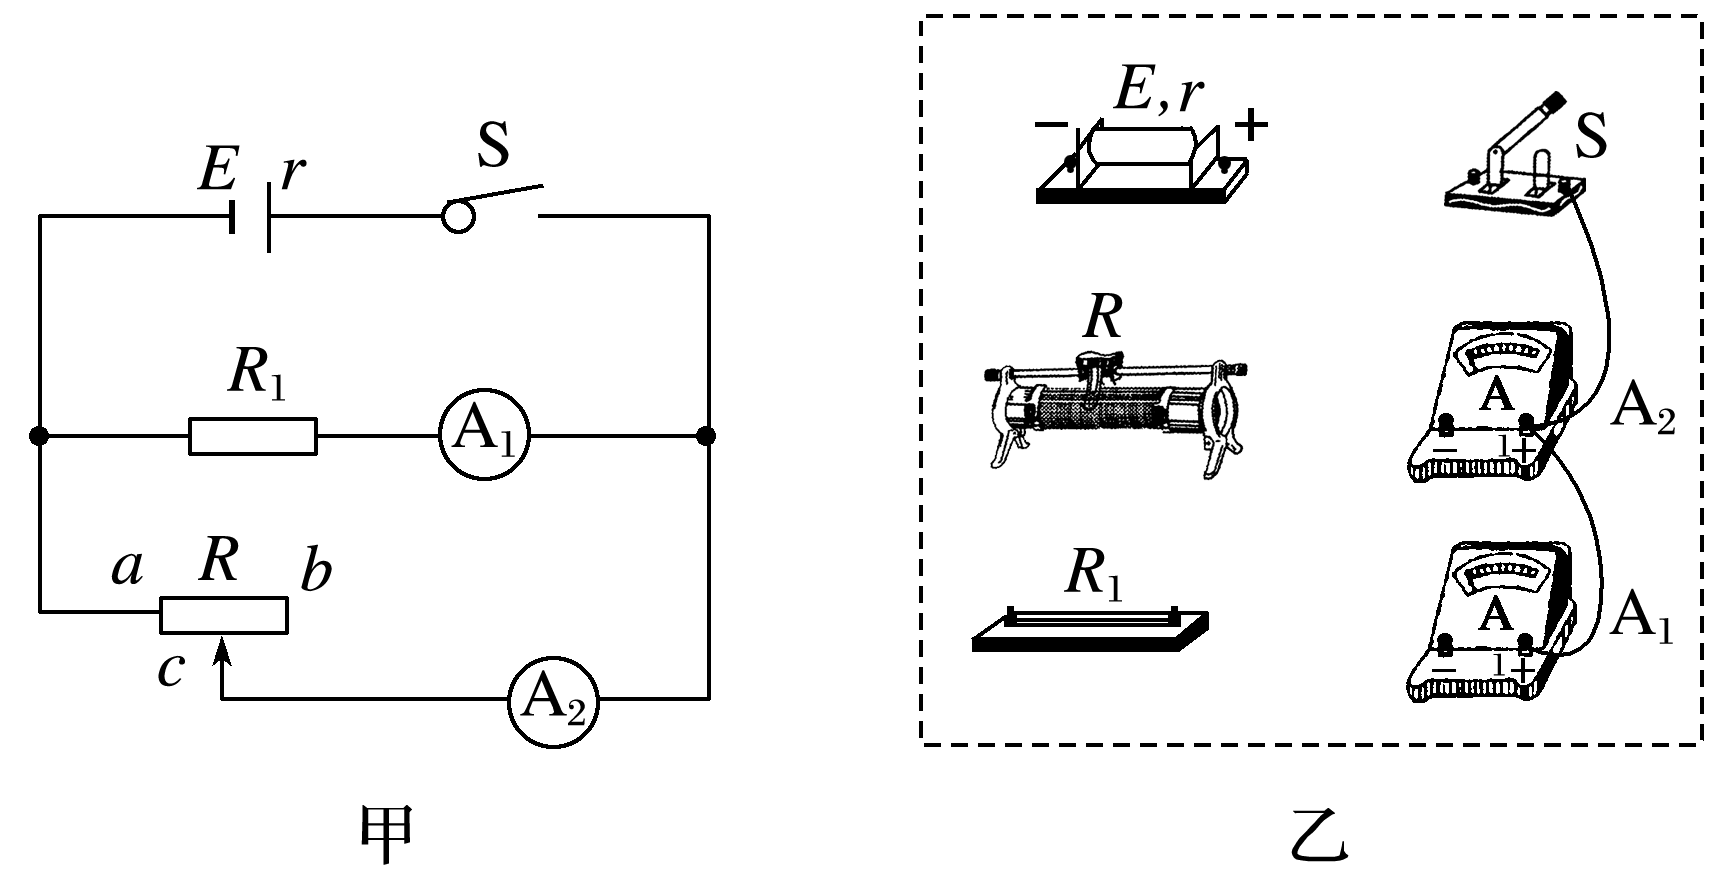 E r S
R₁
A₁
a R b
c
A₂
甲
E, r
− +
S
R
A
− 1 +
A₂
R₁
A
− 1 +
A₁
乙